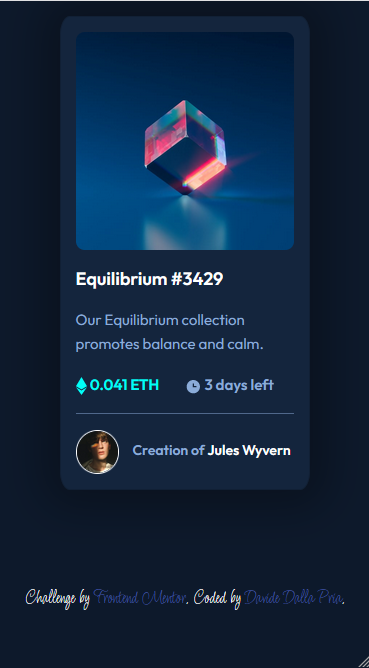 Equilibrium #3429
Our Equilibrium collection
promotes balance and calm.
0.041 ETH 3 days left
Creation of Jules Wyvern
Challenge by Frontend Mentor. Coded by Davide Dalla Pria.